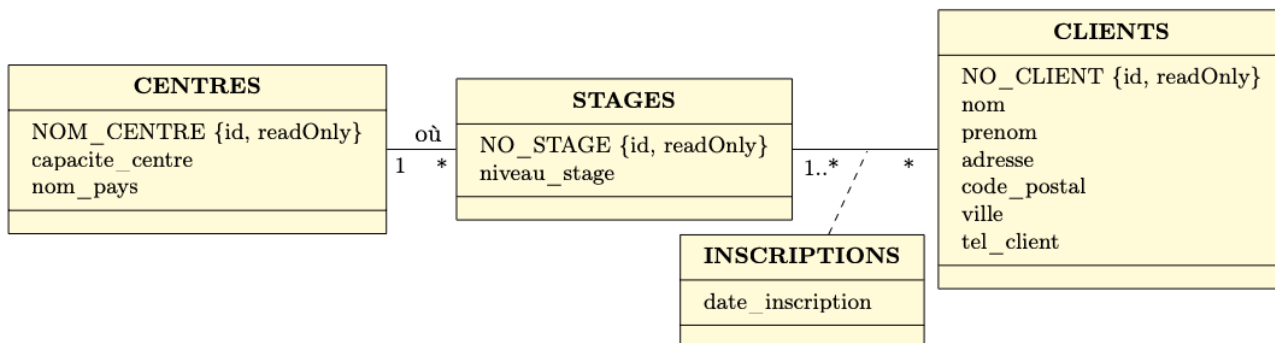 CENTRES
NOM_CENTRE {id, readOnly}
capacite_centre
nom_pays
où
1
*
STAGES
NO_STAGE {id, readOnly}
niveau_stage
1..*
*
INSCRIPTIONS
date_inscription
CLIENTS
NO_CLIENT {id, readOnly}
nom
prenom
adresse
code_postal
ville
tel_client